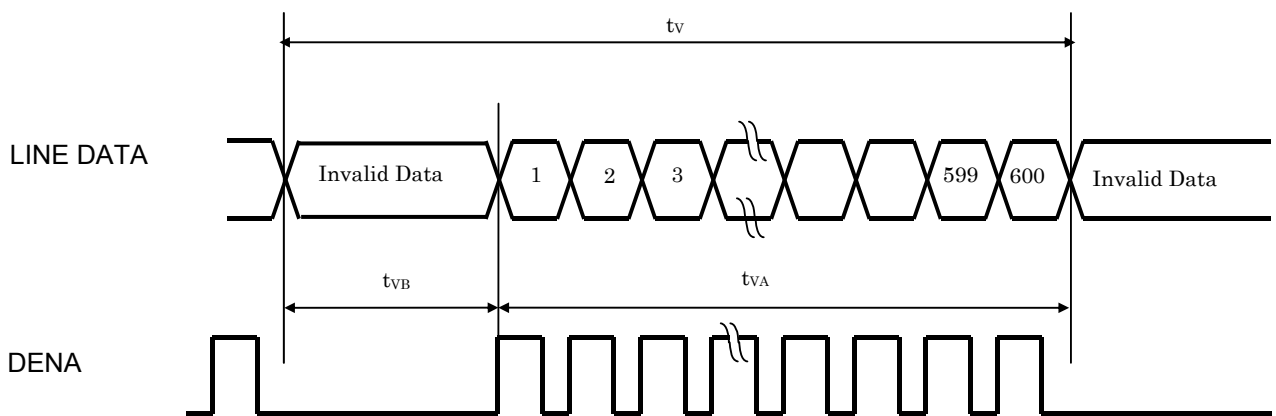 tV
LINE DATA Invalid Data 1 2 3 599 600 Invalid Data
tVB tVA
DENA